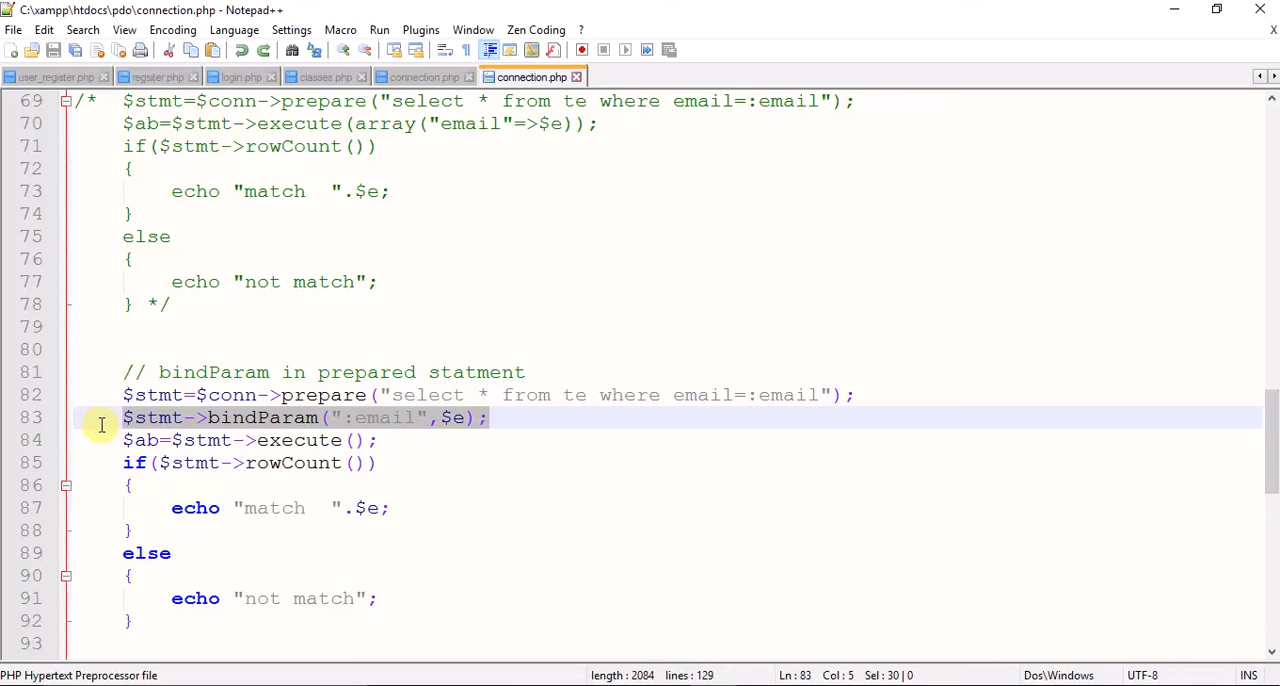 C:\xampp\htdocs\pdo\connection.php - Notepad++
File Edit Search View Encoding Language Settings Macro Run Plugins Window Zen Coding ? X
user_register.php regsiter.php login.php classes.php connection.php connection.php
69 /* $stmt=$conn->prepare("select * from te where email=:email");
70 $ab=$stmt->execute(array("email"=>$e));
71 if($stmt->rowCount())
72 {
73 echo "match  ".$e;
74 }
75 else
76 {
77 echo "not match";
78 } */
79
80
81 // bindParam in prepared statment
82 $stmt=$conn->prepare("select * from te where email=:email");
83 $stmt->bindParam(":email",$e);
84 $ab=$stmt->execute();
85 if($stmt->rowCount())
86 {
87 echo "match  ".$e;
88 }
89 else
90 {
91 echo "not match";
92 }
93
PHP Hypertext Preprocessor file length : 2084 lines : 129 Ln : 83 Col : 5 Sel : 30 | 0 Dos\Windows UTF-8 INS